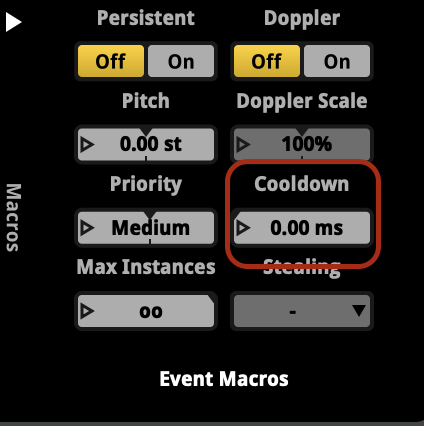 Persistent Doppler
Off On Off On
Pitch Doppler Scale
0.00 st 100%
Priority Cooldown
Medium 0.00 ms
Max Instances Stealing
oo -
Event Macros
Macros